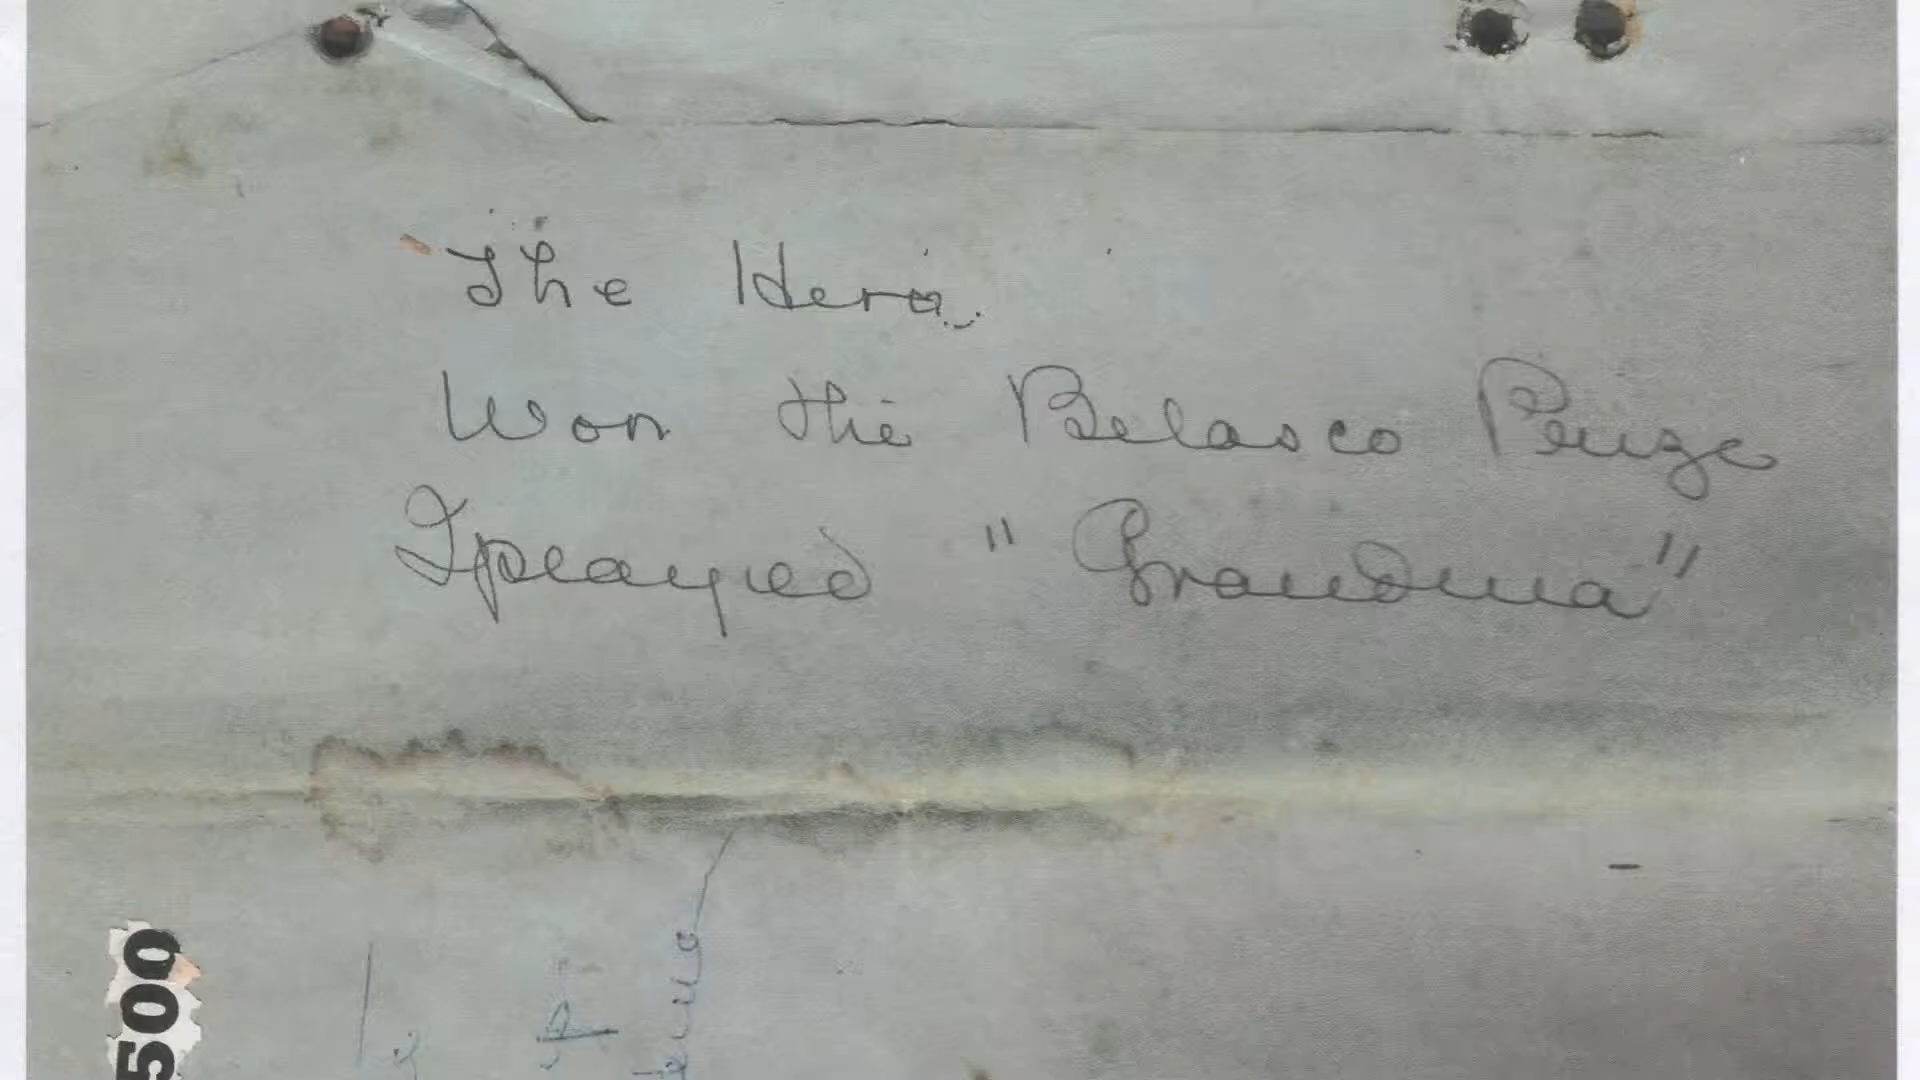 The Hero
Won the Belasco Prize
I played "Grandma"
500